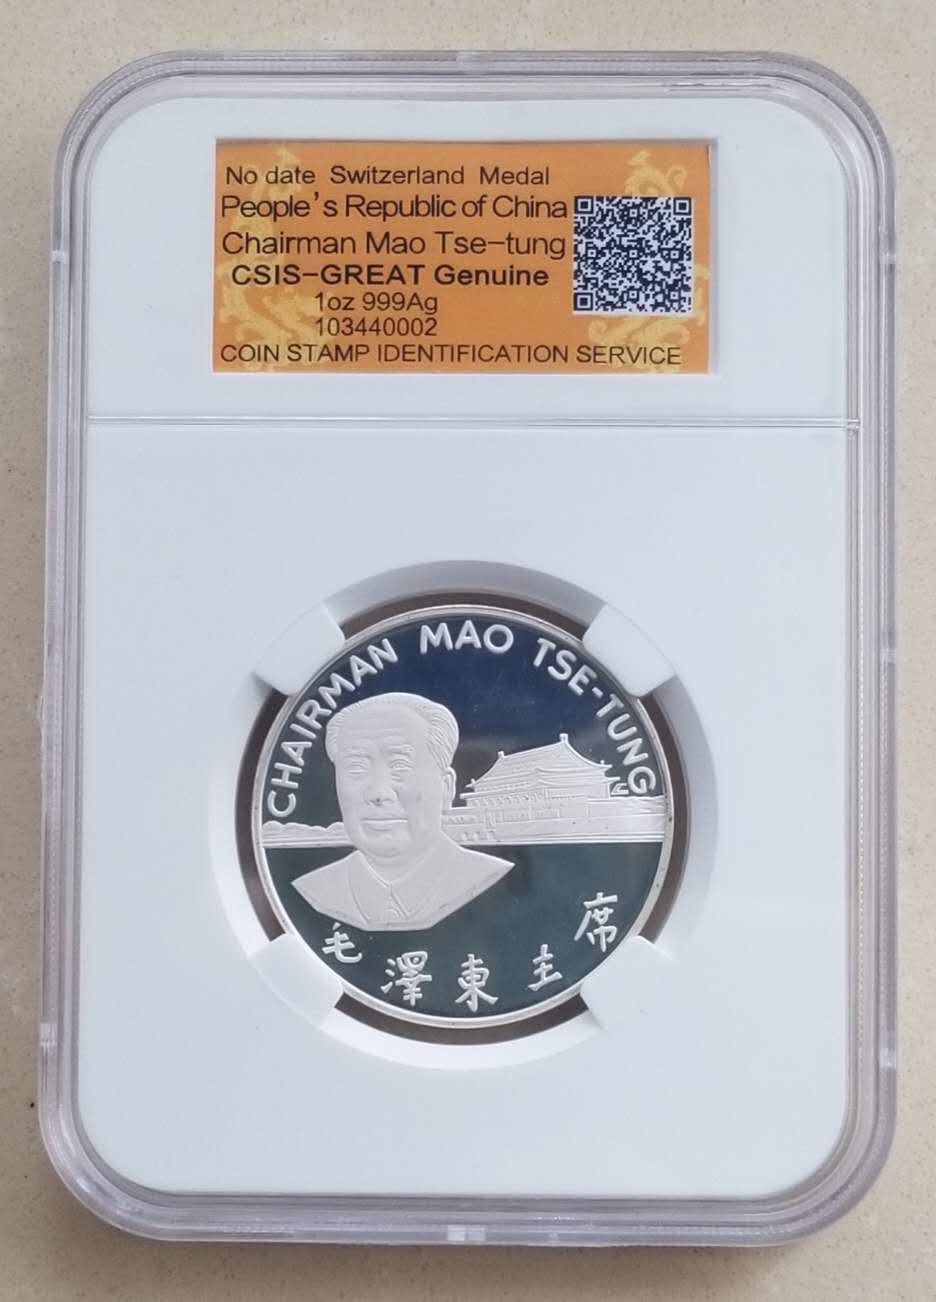 No date Switzerland Medal
People's Republic of China
Chairman Mao Tse-tung
CSIS-GREAT Genuine
1oz 999Ag
103440002
COIN STAMP IDENTIFICATION SERVICE
CHAIRMAN MAO TSE-TUNG
毛澤東主席